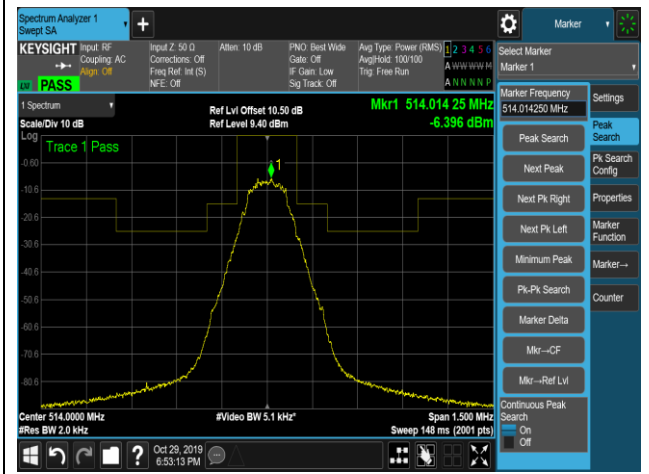 Spectrum Analyzer 1
Swept SA
+
Marker
KEYSIGHT
Input: RF
Coupling: AC
Align: Off
Input Z: 50 Ω
Corrections: Off
Freq Ref: Int (S)
NFE: Off
Atten: 10 dB
PNO: Best Wide
Gate: Off
IF Gain: Low
Sig Track: Off
Avg Type: Power (RMS)
Avg|Hold: 100/100
Trig: Free Run
1 2 3 4 5 6
A W W W W M
A N N N N P
PASS
Select Marker
Marker 1
1 Spectrum
Scale/Div 10 dB
Ref Lvl Offset 10.50 dB
Ref Level 9.40 dBm
Mkr1 514.014 25 MHz
-6.396 dBm
Log
Trace 1 Pass
1
-0.60
-10.6
-20.6
-30.6
-40.6
-50.6
-60.6
-70.6
-80.6
Center 514.0000 MHz
#Res BW 2.0 kHz
#Video BW 5.1 kHz*
Span 1.500 MHz
Sweep 148 ms (2001 pts)
Marker Frequency
514.014250 MHz
Peak Search
Next Peak
Next Pk Right
Next Pk Left
Minimum Peak
Pk-Pk Search
Marker Delta
Mkr→CF
Mkr→Ref Lvl
Continuous Peak
Search
On
Off
Settings
Peak
Search
Pk Search
Config
Properties
Marker
Function
Marker→
Counter
?
Oct 29, 2019
6:53:13 PM